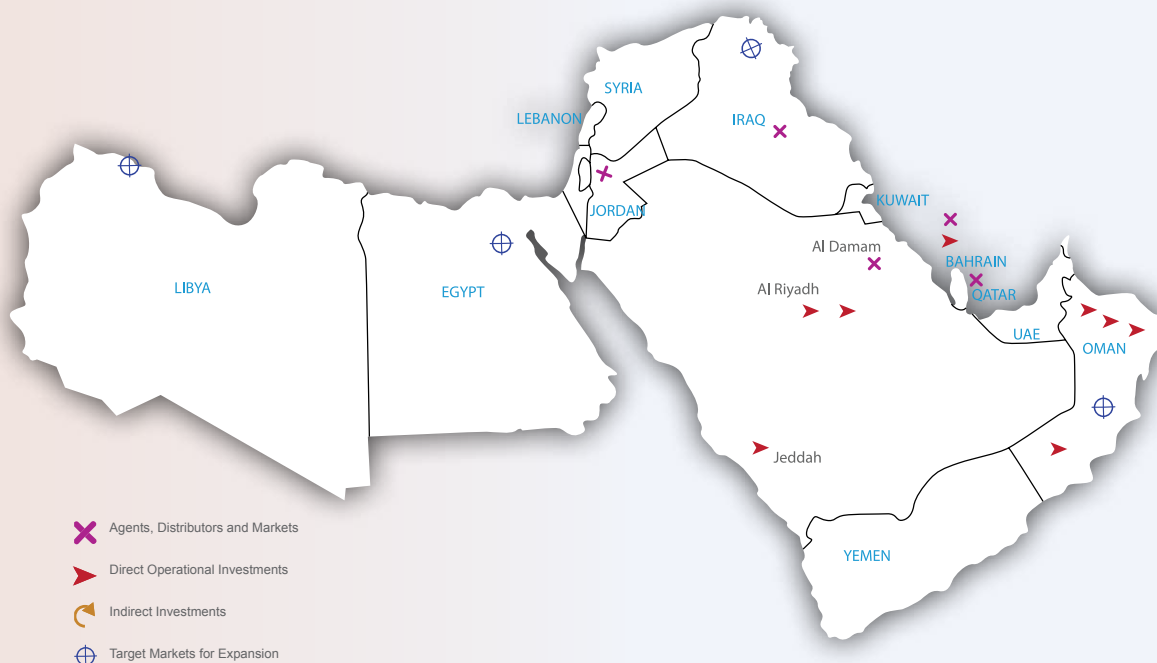 SYRIA
LEBANON
IRAQ
JORDAN
KUWAIT
Al Damam
BAHRAIN
Al Riyadh
QATAR
LIBYA
EGYPT
UAE
OMAN
Jeddah
YEMEN
Agents, Distributors and Markets
Direct Operational Investments
Indirect Investments
Target Markets for Expansion